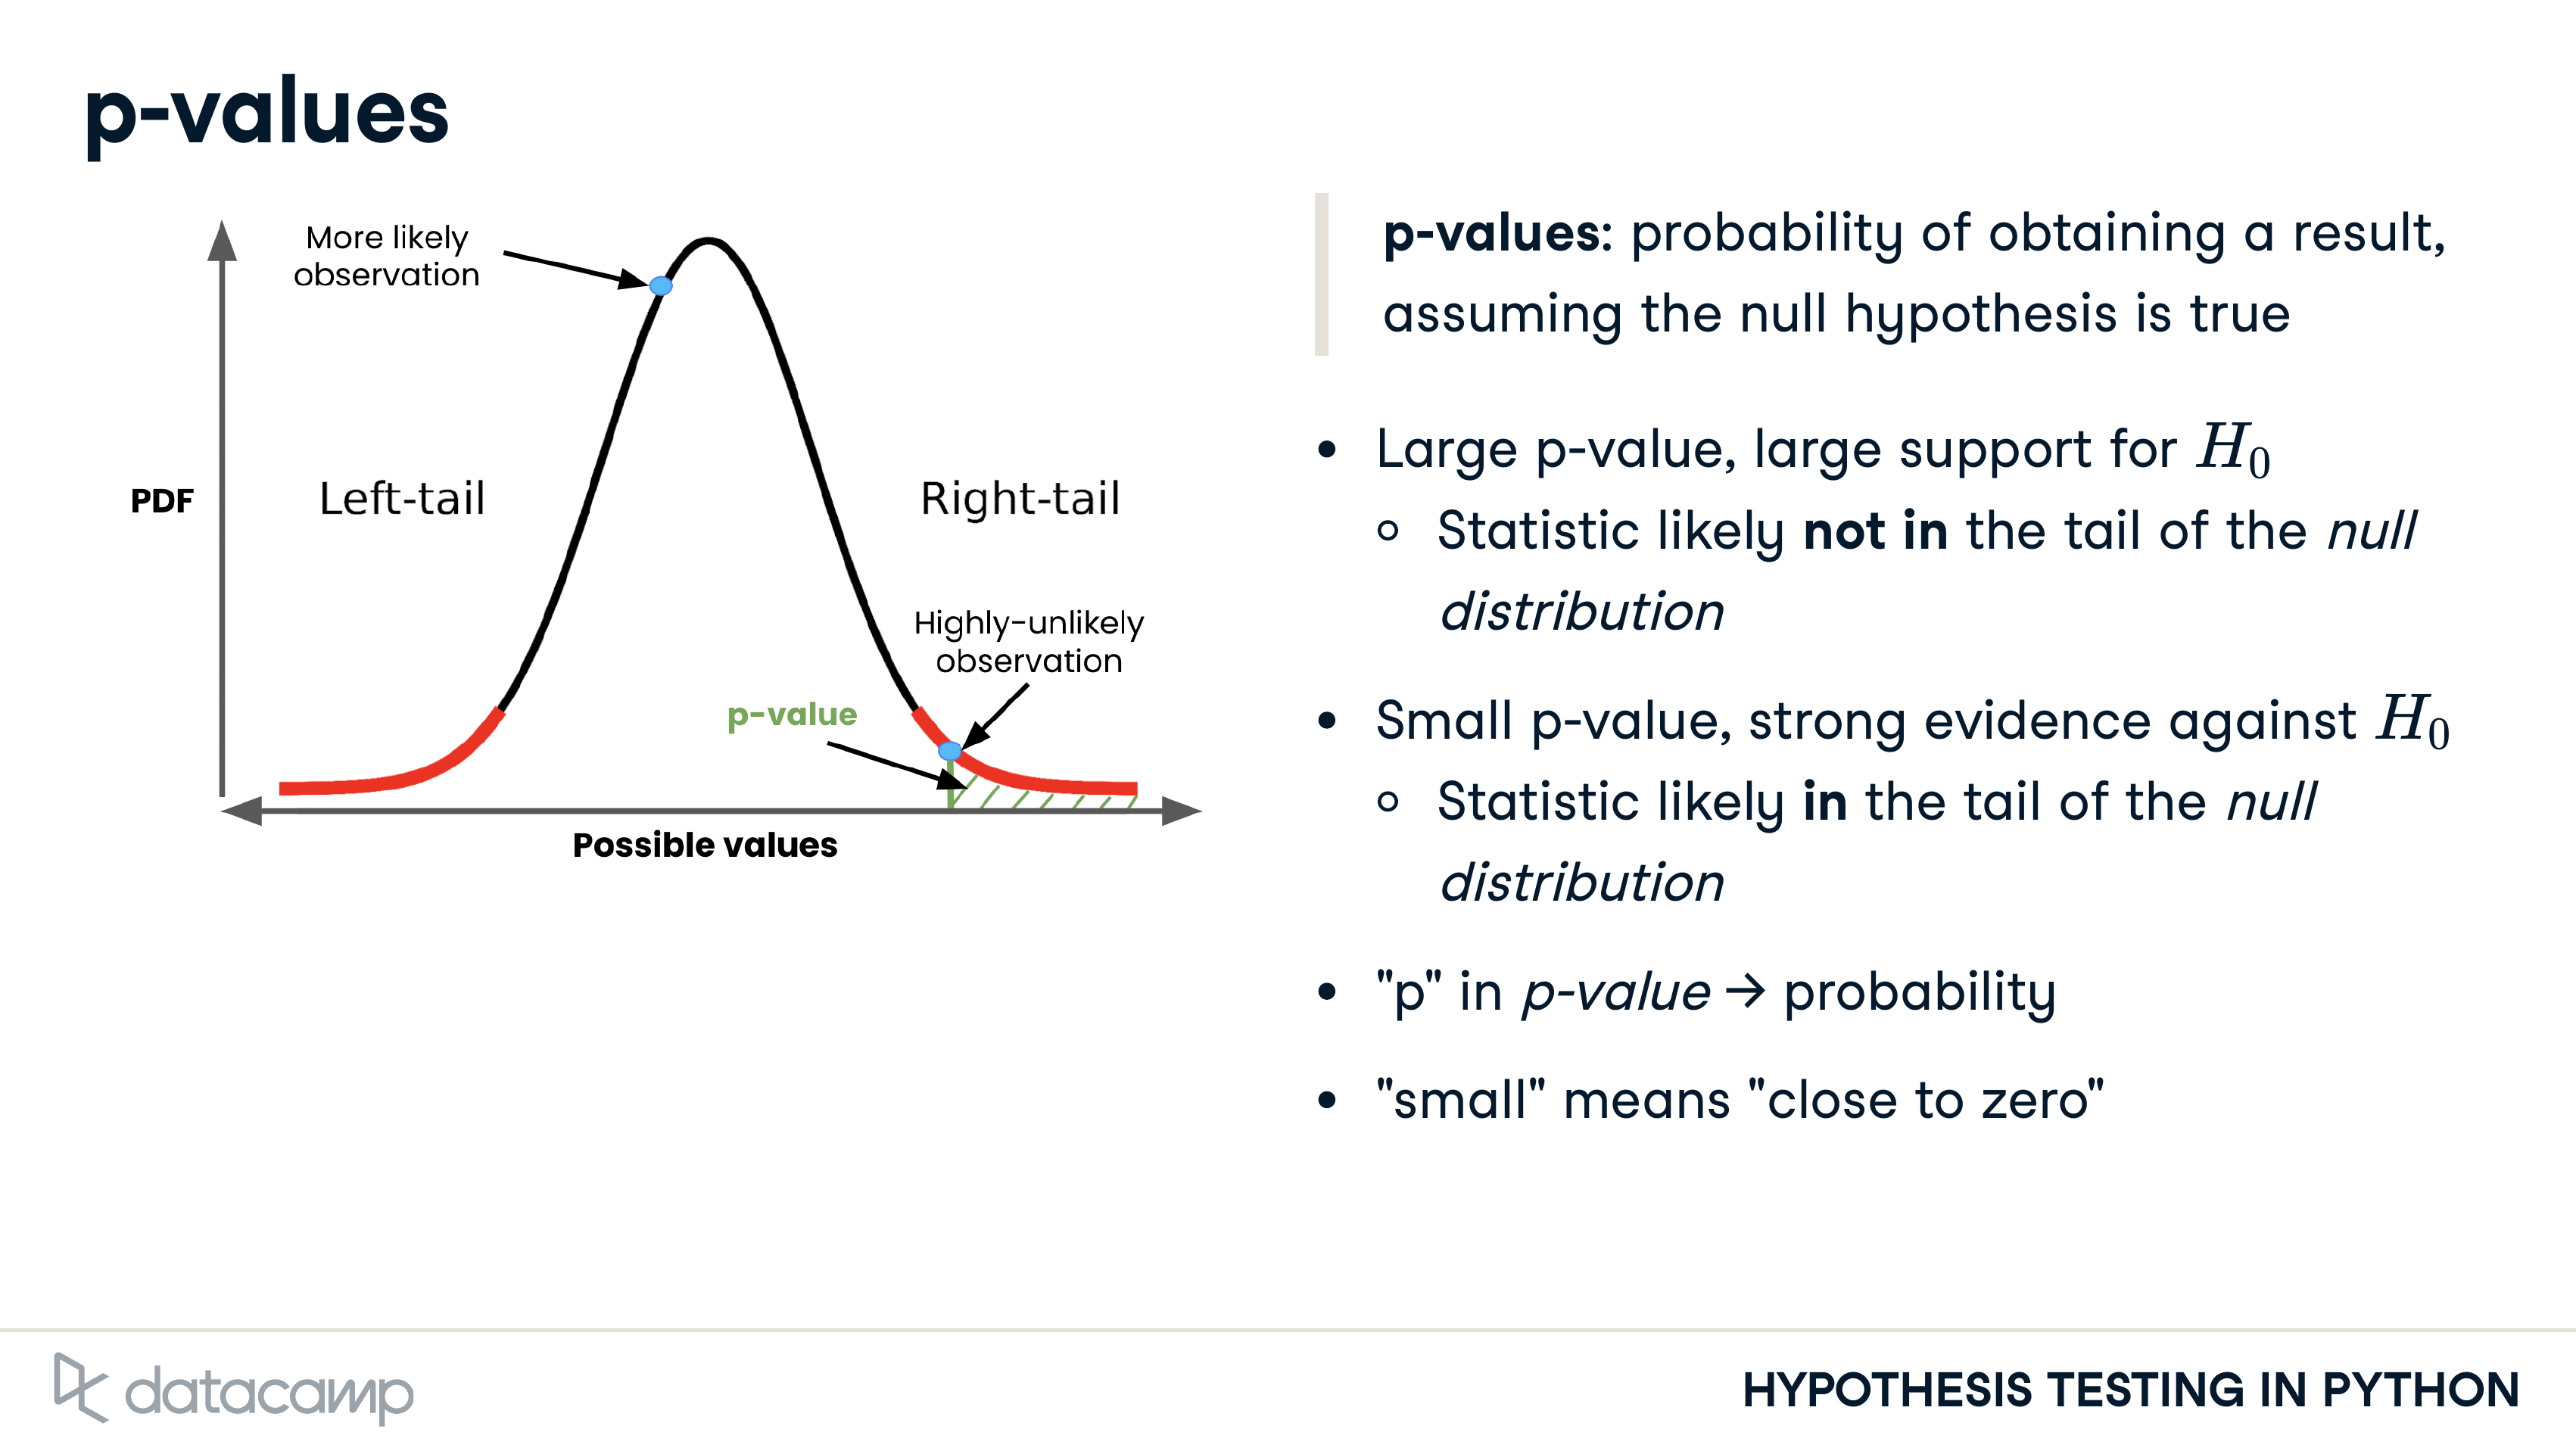 p-values
More likely
observation
PDF
Left-tail
Right-tail
Highly-unlikely
observation
p-value
Possible values
p-values: probability of obtaining a result,
assuming the null hypothesis is true
• Large p-value, large support for H₀
○ Statistic likely not in the tail of the null
distribution
• Small p-value, strong evidence against H₀
○ Statistic likely in the tail of the null
distribution
• "p" in p-value → probability
• "small" means "close to zero"
datacamp
HYPOTHESIS TESTING IN PYTHON